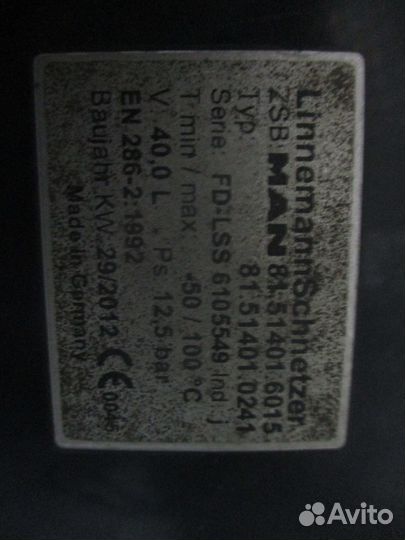 LinnemannSchnetzer
ZSB: MAN 81.51401.6015
Typ: 81.51401.0241
Serie: FD-LSS 6105549 Ind j
T min / max: -50 / 100 °C
V: 40,0 L Ps 12,5 bar
EN 286-2:1992
Baujahr.KW 29/2012 CE
Made in Germany
Avito